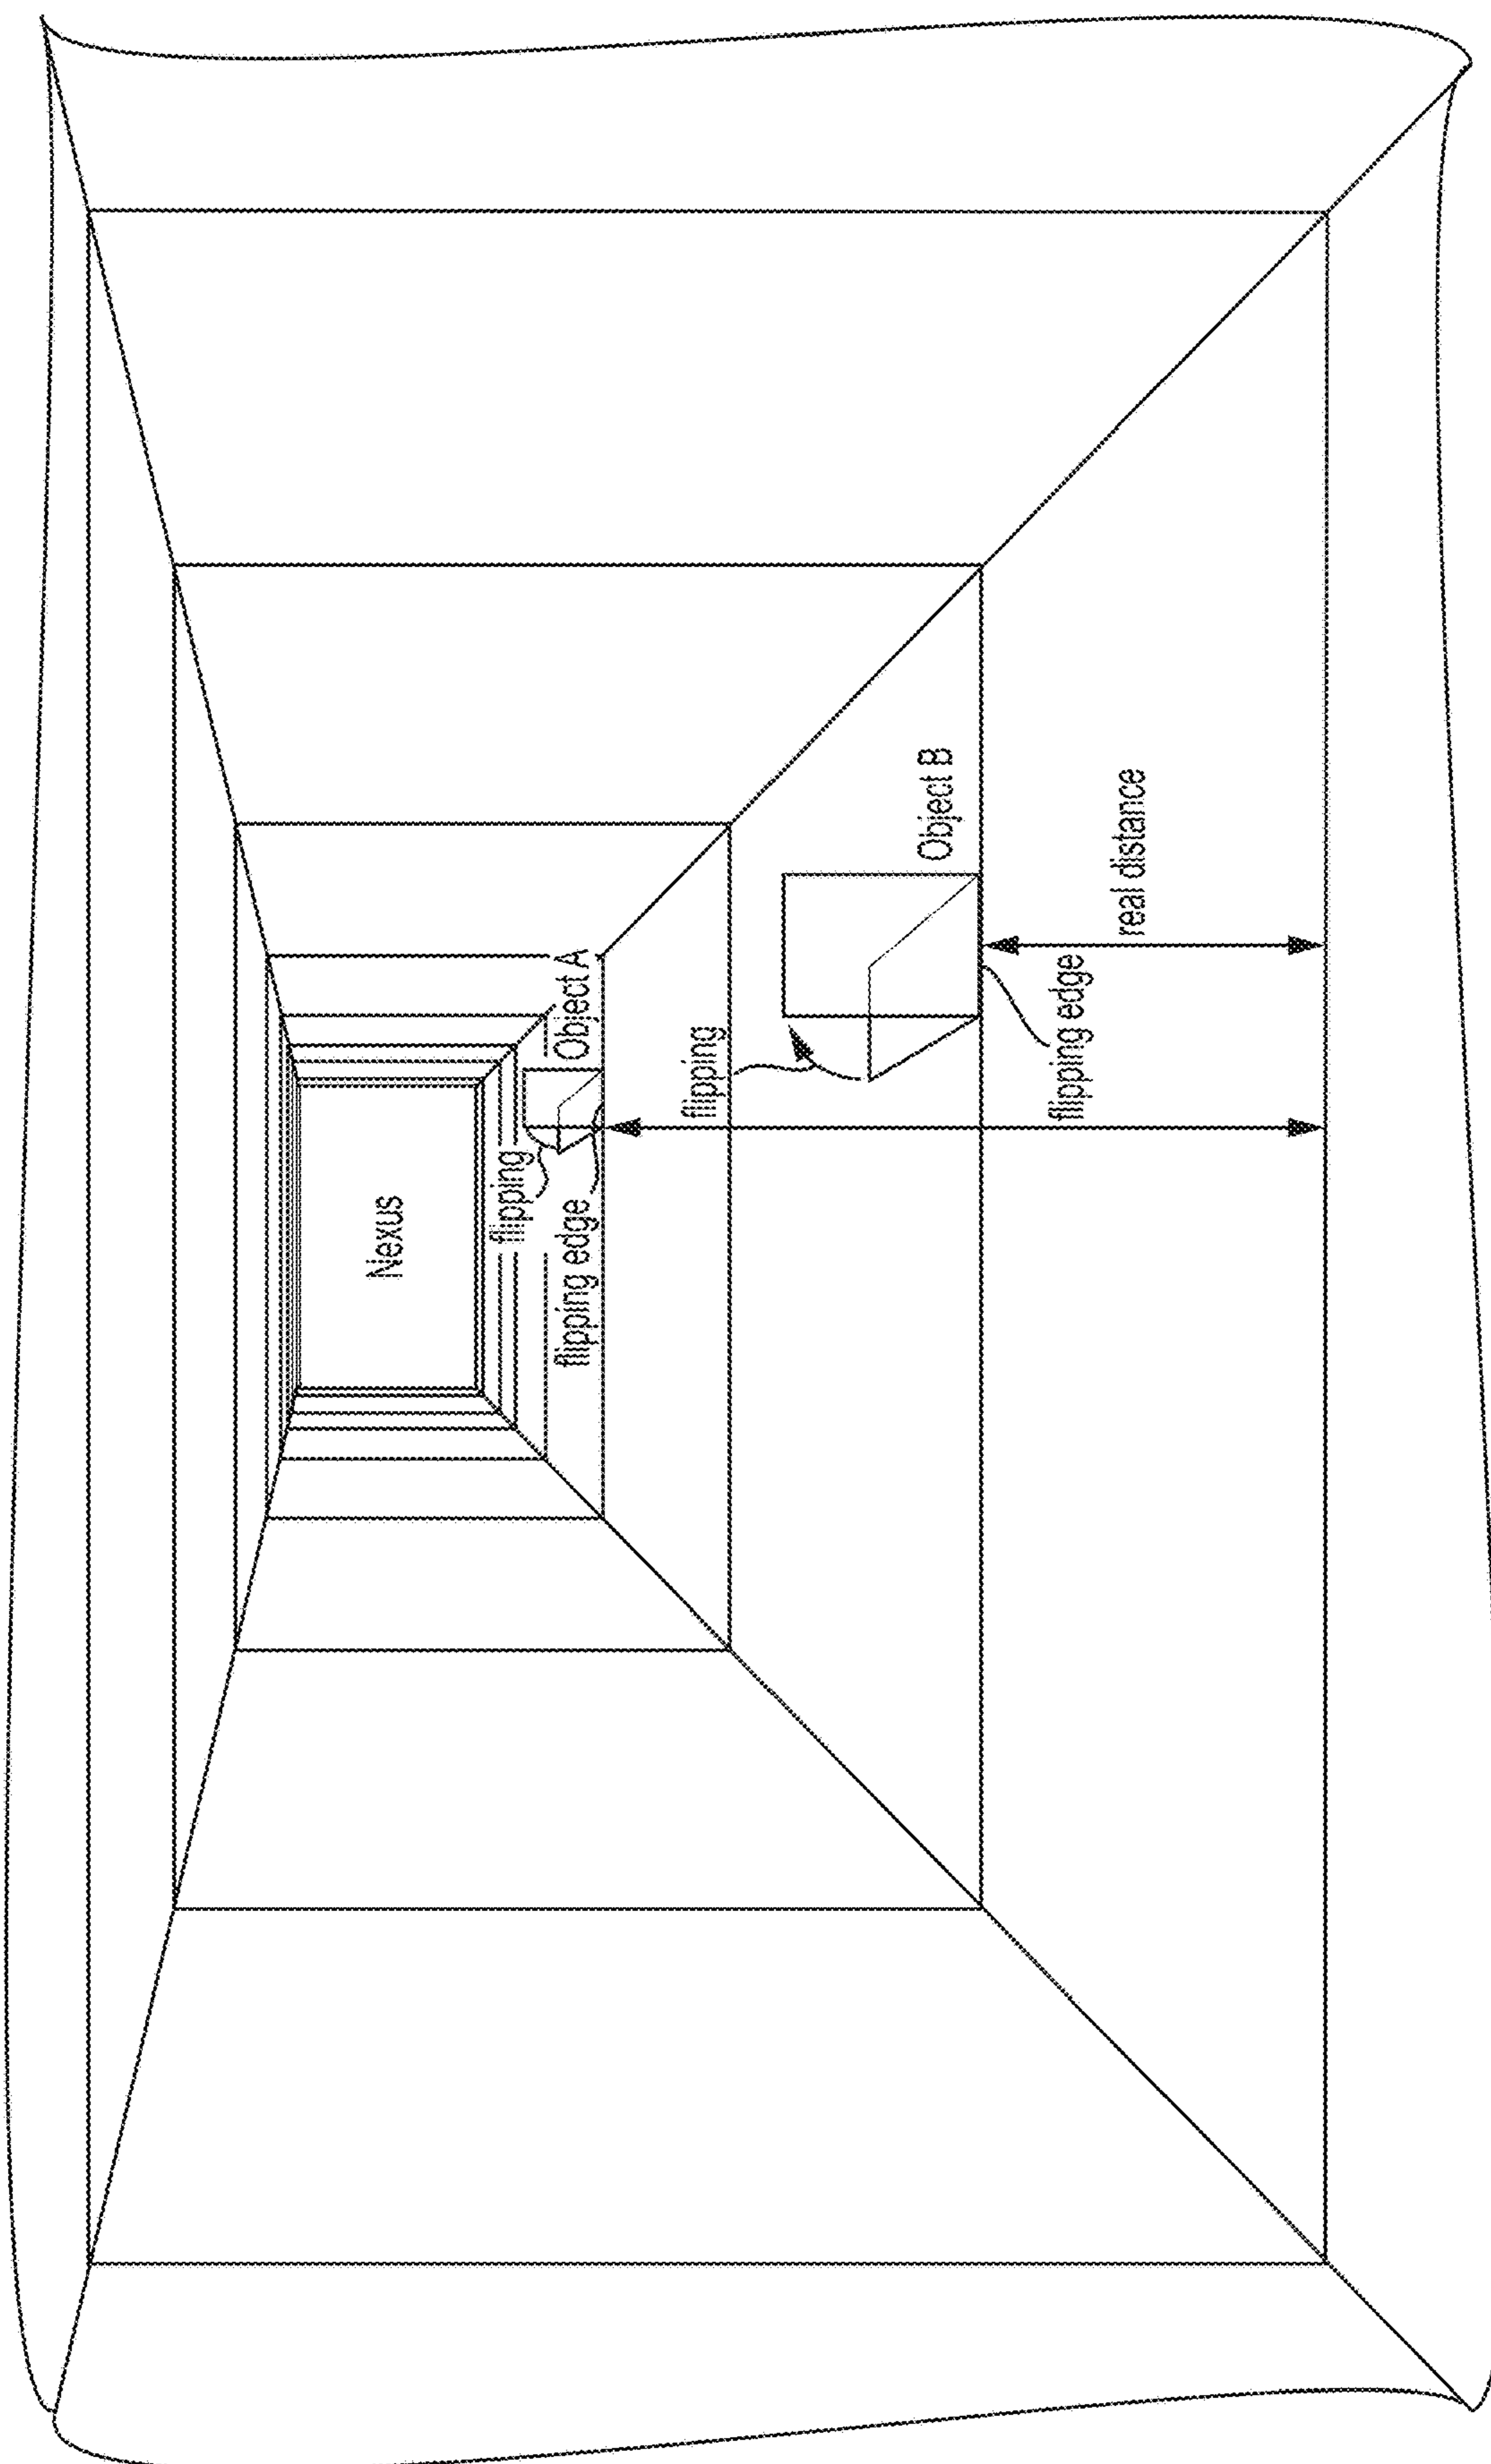 Nexus
flipping
flipping edge
Object A
flipping
Object B
flipping edge
real distance